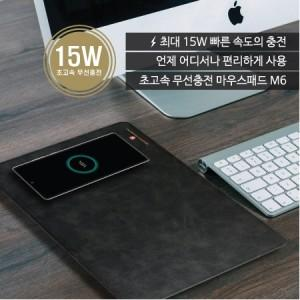 15W
초고속 무선충전
⚡ 최대 15W 빠른 속도의 충전
언제 어디서나 편리하게 사용
초고속 무선충전 마우스패드 M6